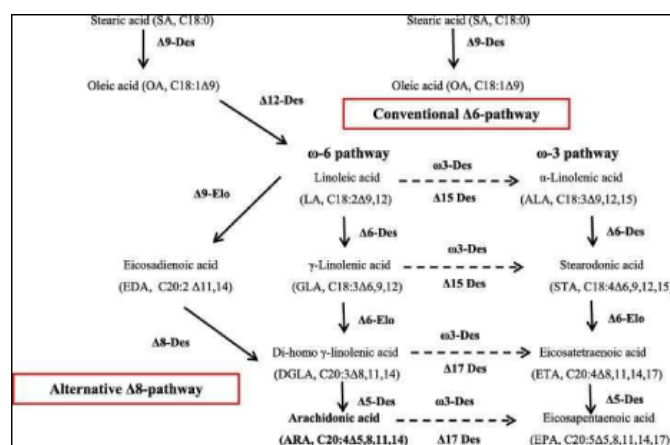 Stearic acid (SA, C18:0)
Stearic acid (SA, C18:0)
Δ9-Des
Δ9-Des
Oleic acid (OA, C18:1Δ9)
Oleic acid (OA, C18:1Δ9)
Δ12-Des
Conventional Δ6-pathway
ω-6 pathway
ω-3 pathway
Δ9-Elo
Linoleic acid
ω3-Des
α-Linolenic acid
(LA, C18:2Δ9,12)
Δ15 Des
(ALA, C18:3Δ9,12,15)
Δ6-Des
Δ6-Des
Eicosadienoic acid
γ-Linolenic acid
ω3-Des
Stearodonic acid
(EDA, C20:2 Δ11,14)
(GLA, C18:3Δ6,9,12)
Δ15 Des
(STA, C18:4Δ6,9,12,15)
Δ6-Elo
Δ6-Elo
Δ8-Des
Di-homo γ-linolenic acid
ω3-Des
Eicosatetraenoic acid
(DGLA, C20:3Δ8,11,14)
Δ17 Des
(ETA, C20:4Δ8,11,14,17)
Alternative Δ8-pathway
Δ5-Des
Δ5-Des
Arachidonic acid
ω3-Des
Eicosapentaenoic acid
(ARA, C20:4Δ5,8,11,14)
Δ17 Des
(EPA, C20:5Δ5,8,11,14,17)